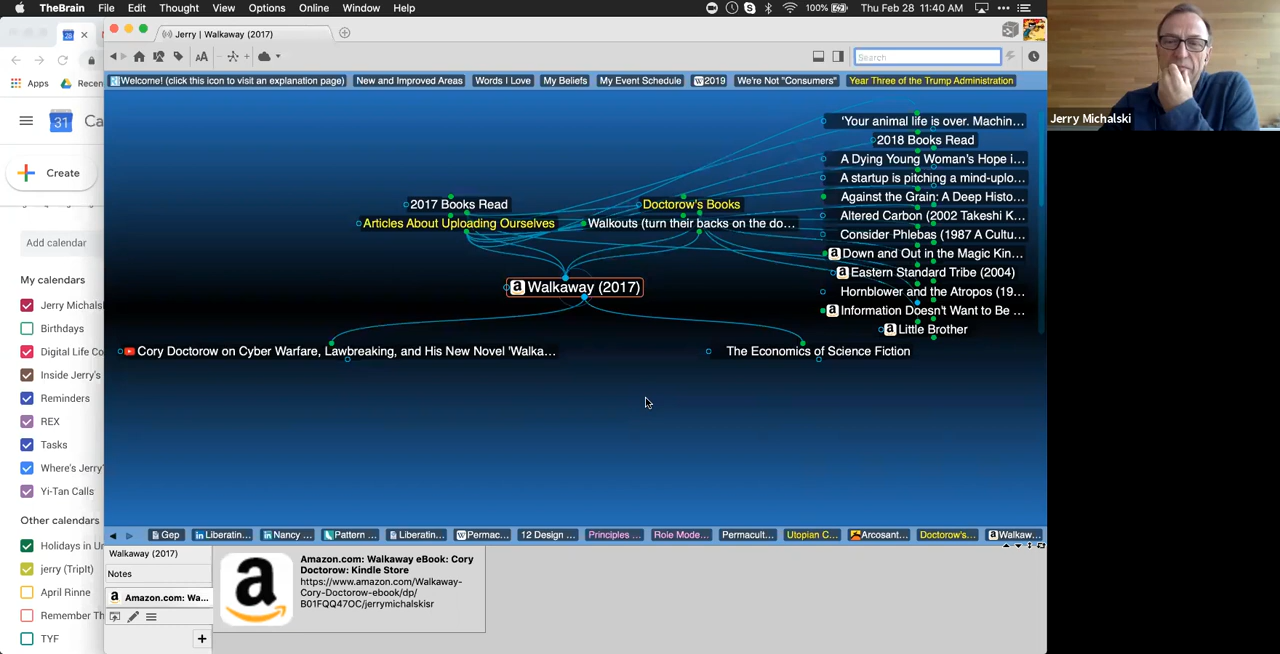 TheBrain File Edit Thought View Options Online Window Help 100% Thu Feb 28 11:40 AM
28
Jerry | Walkaway (2017)
Search
Apps Recen
Welcome! (click this icon to visit an explanation page) New and Improved Areas Words I Love My Beliefs My Event Schedule 2019 We're Not "Consumers" Year Three of the Trump Administration
Jerry Michalski
31 Ca
Create
Add calendar
My calendars
Jerry Michals
Birthdays
Digital Life Co
Inside Jerry's
Reminders
REX
Tasks
Where's Jerry?
Yi-Tan Calls
Other calendars
Holidays in Un
jerry (TripIt)
April Rinne
Remember Th
TYF
'Your animal life is over. Machin...
2018 Books Read
A Dying Young Woman's Hope i...
A startup is pitching a mind-uplo...
Against the Grain: A Deep Histo...
Altered Carbon (2002 Takeshi K...
Consider Phlebas (1987 A Cultu...
Down and Out in the Magic Kin...
Eastern Standard Tribe (2004)
Hornblower and the Atropos (19...
Information Doesn't Want to Be ...
Little Brother
2017 Books Read
Doctorow's Books
Articles About Uploading Ourselves
Walkouts (turn their backs on the do...
Walkaway (2017)
Cory Doctorow on Cyber Warfare, Lawbreaking, and His New Novel 'Walka...
The Economics of Science Fiction
Gep Liberatin... Nancy ... Pattern ... Liberatin... Permac... 12 Design ... Principles ... Role Mode... Permacult... Utopian C... Arcosant... Doctorow's... Walkaw...
Walkaway (2017)
Notes
Amazon.com: Wa...
Amazon.com: Walkaway eBook: Cory
Doctorow: Kindle Store
https://www.amazon.com/Walkaway-
Cory-Doctorow-ebook/dp/
B01FQQ47OC/jerrymichalskisr